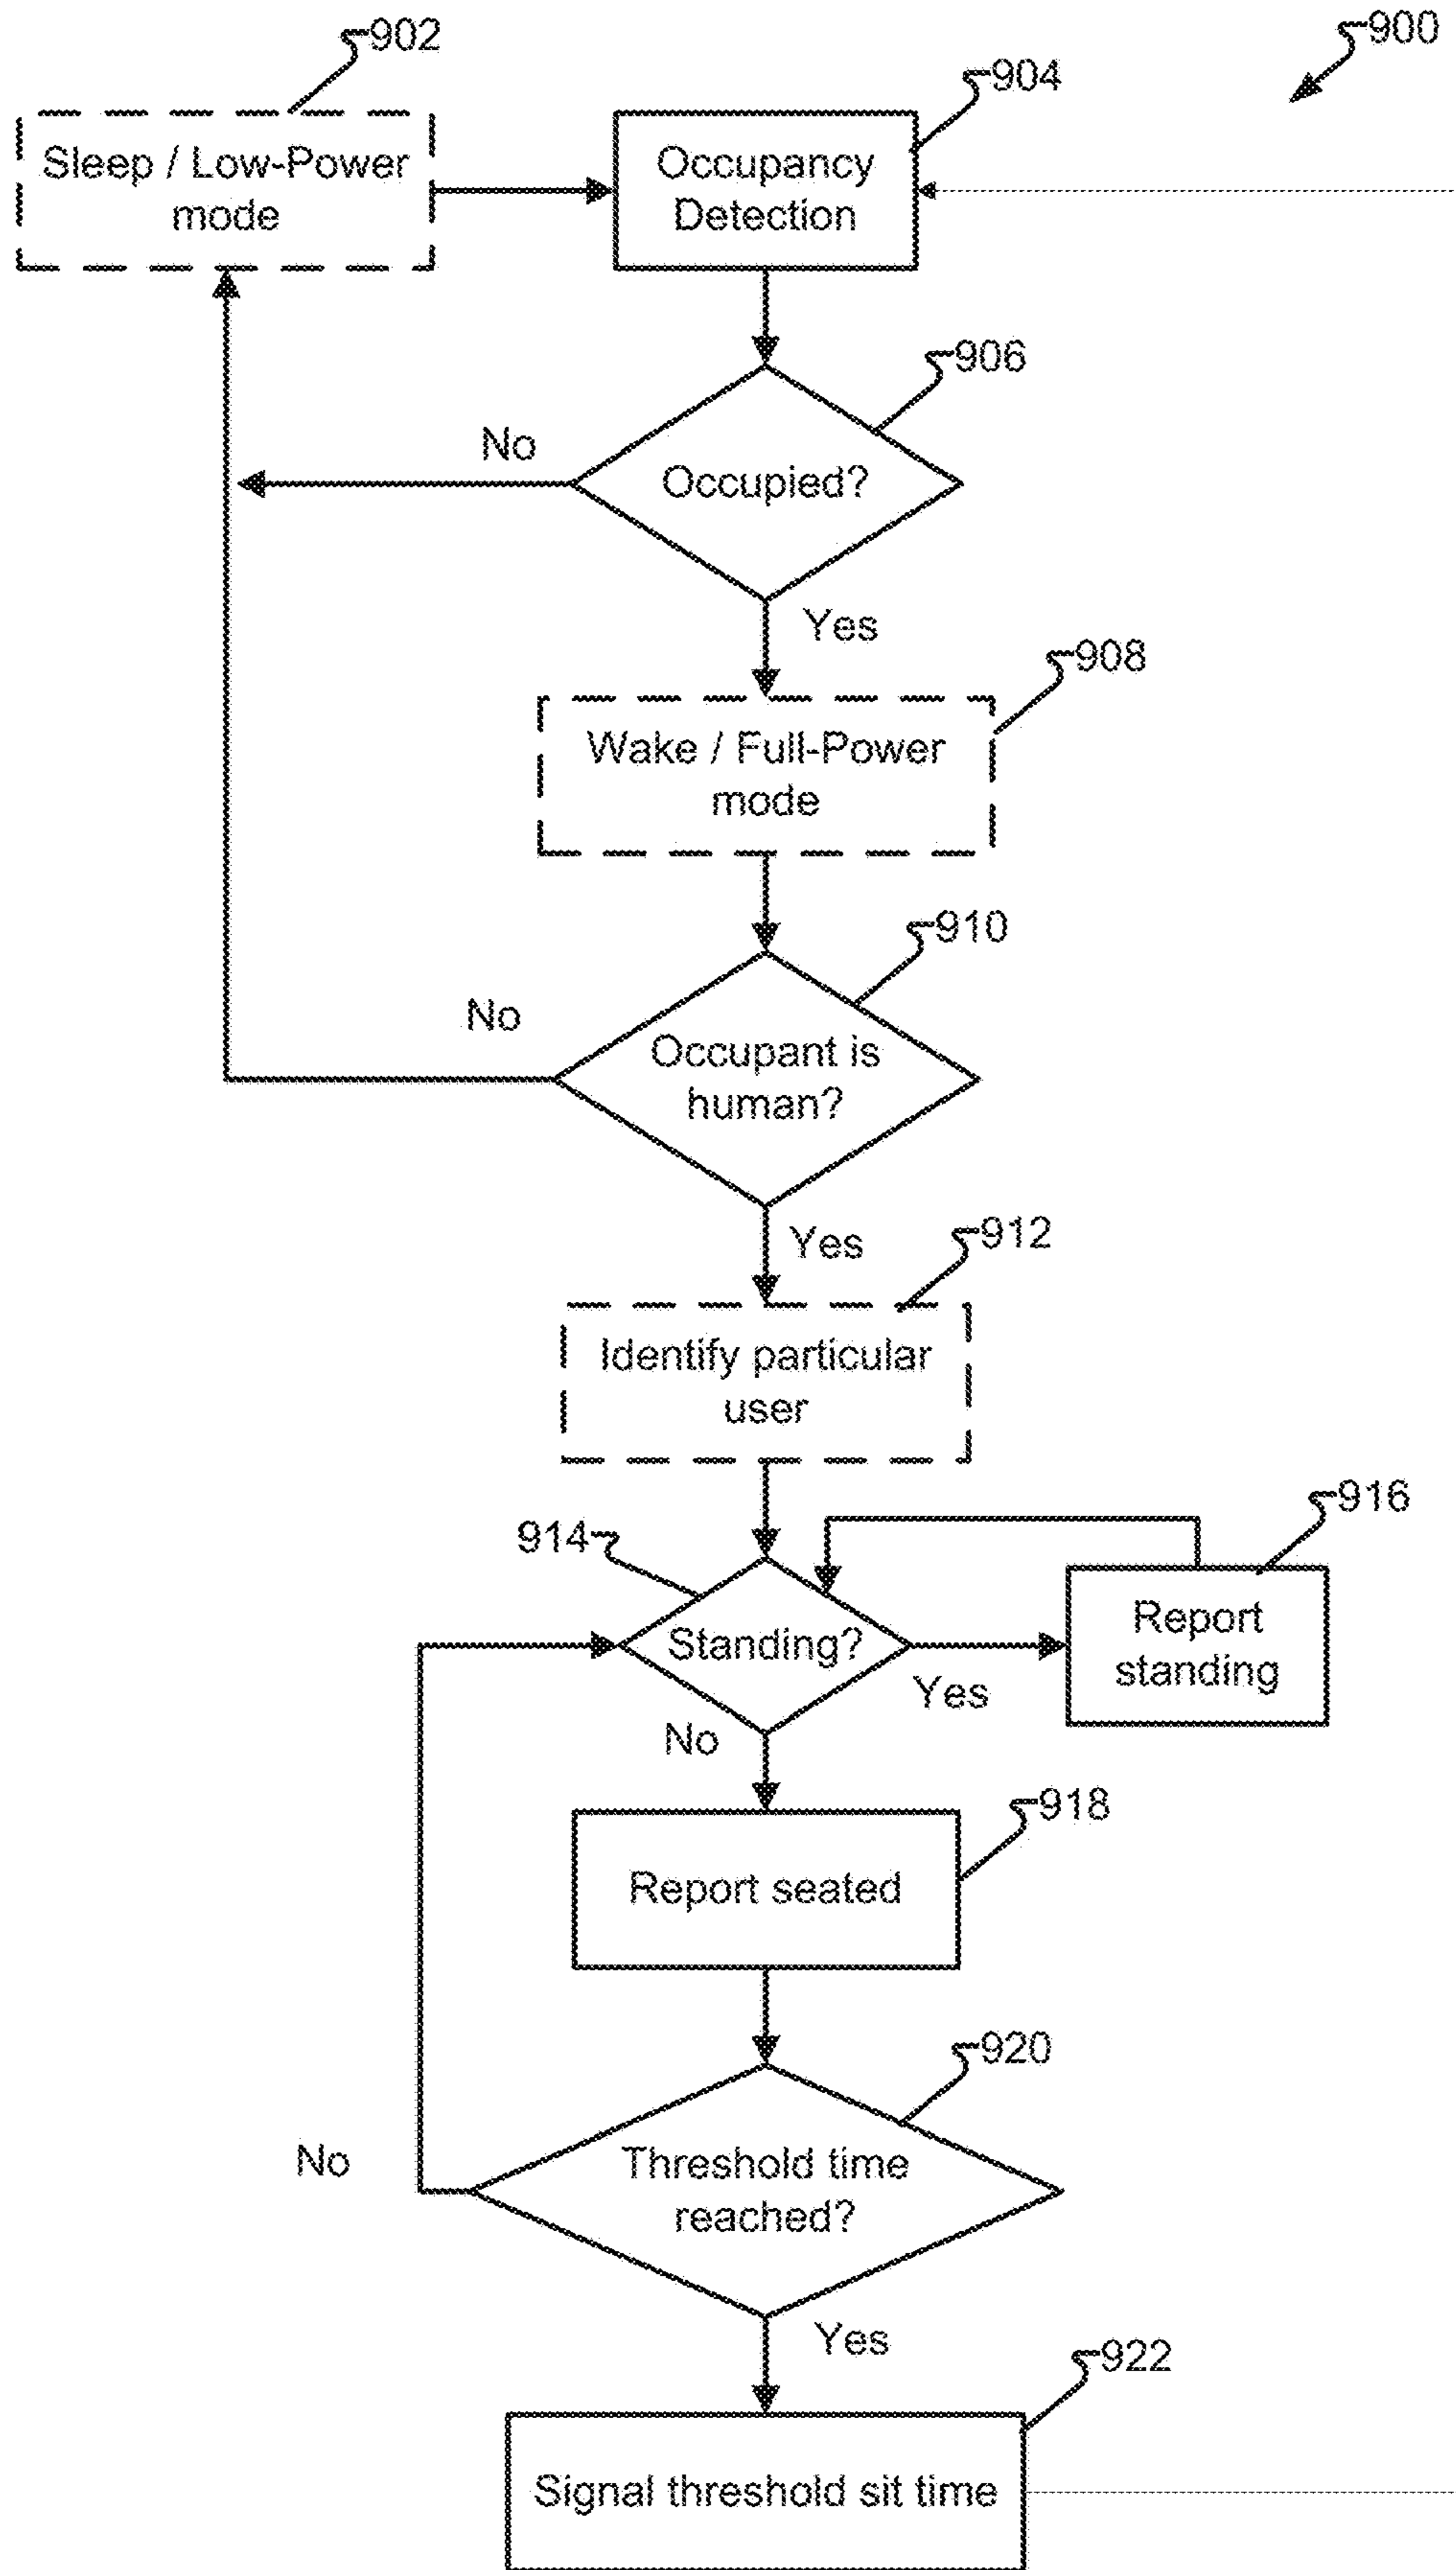 902
900
904
Sleep / Low-Power
mode
Occupancy
Detection
906
No
Occupied?
Yes
908
Wake / Full-Power
mode
910
No
Occupant is
human?
Yes
912
Identify particular
user
914
916
Standing?
Report
standing
Yes
No
918
Report seated
920
No
Threshold time
reached?
Yes
922
Signal threshold sit time